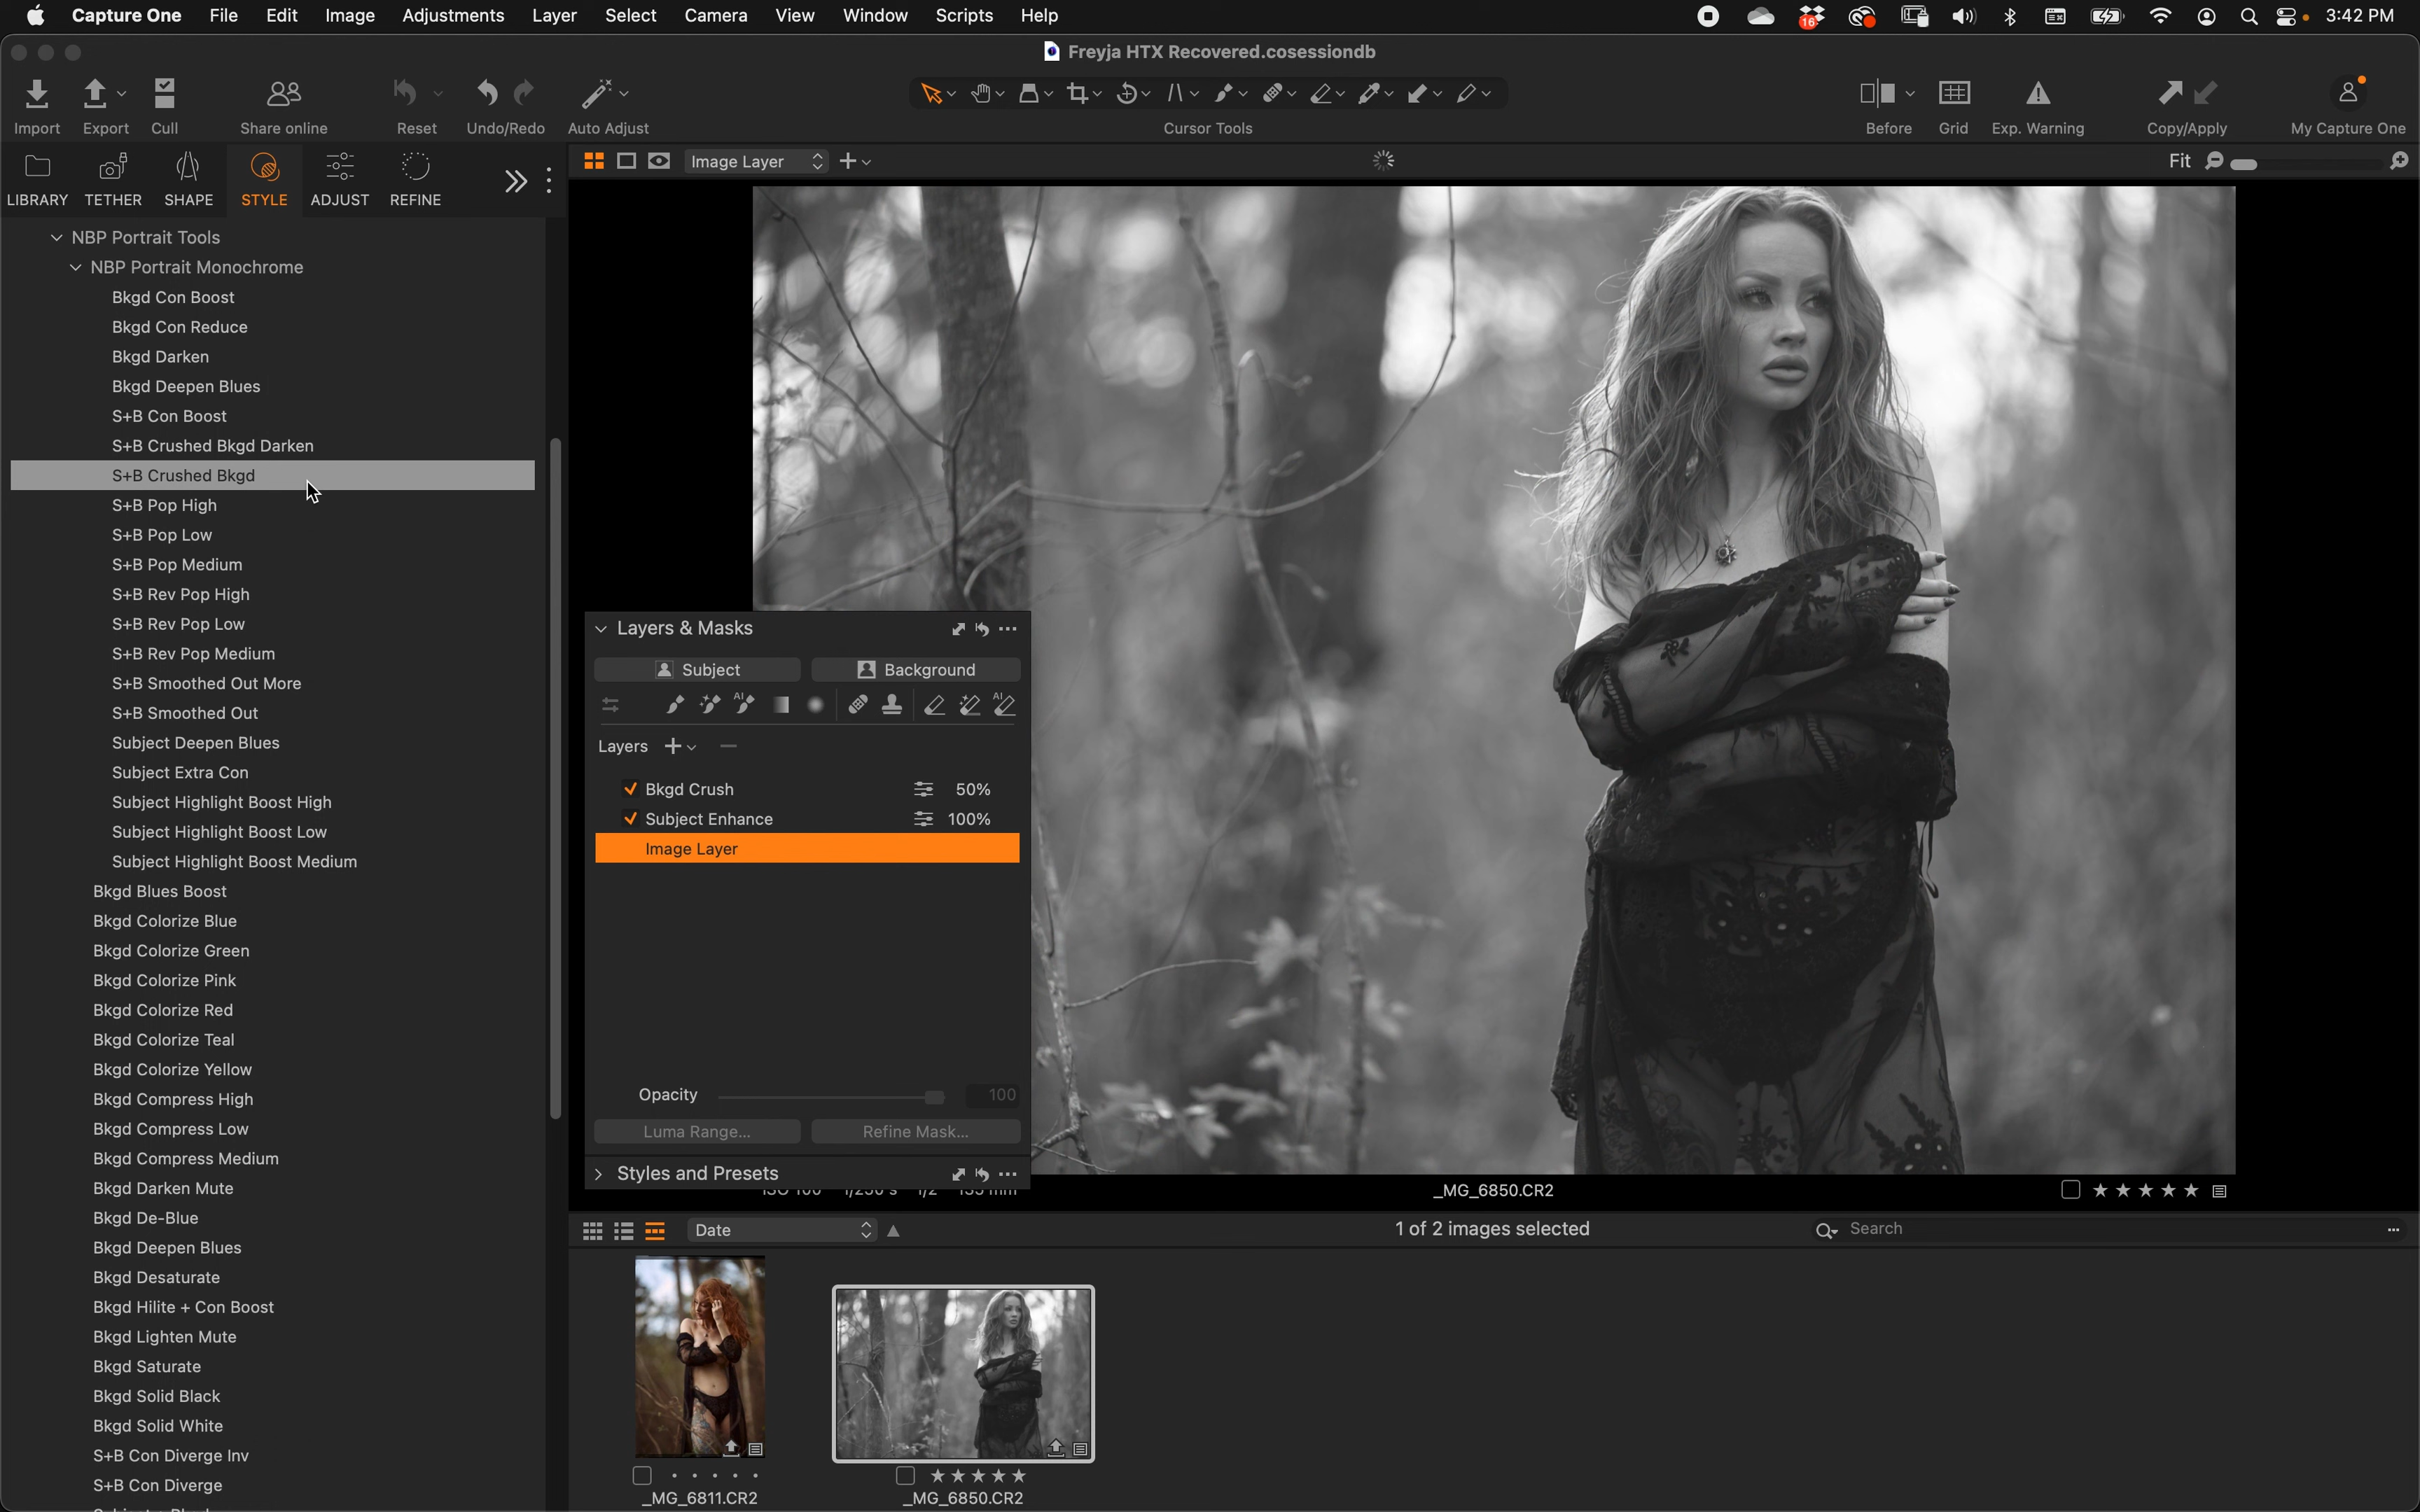 Capture One File Edit Image Adjustments Layer Select Camera View Window Scripts Help 16 3:42 PM
Freyja HTX Recovered.cosessiondb
Import Export Cull Share online Reset Undo/Redo Auto Adjust Cursor Tools Before Grid Exp. Warning Copy/Apply My Capture One
LIBRARY TETHER SHAPE STYLE ADJUST REFINE
Image Layer
Fit
NBP Portrait Tools
NBP Portrait Monochrome
Bkgd Con Boost
Bkgd Con Reduce
Bkgd Darken
Bkgd Deepen Blues
S+B Con Boost
S+B Crushed Bkgd Darken
S+B Crushed Bkgd
S+B Pop High
S+B Pop Low
S+B Pop Medium
S+B Rev Pop High
S+B Rev Pop Low
S+B Rev Pop Medium
S+B Smoothed Out More
S+B Smoothed Out
Subject Deepen Blues
Subject Extra Con
Subject Highlight Boost High
Subject Highlight Boost Low
Subject Highlight Boost Medium
Bkgd Blues Boost
Bkgd Colorize Blue
Bkgd Colorize Green
Bkgd Colorize Pink
Bkgd Colorize Red
Bkgd Colorize Teal
Bkgd Colorize Yellow
Bkgd Compress High
Bkgd Compress Low
Bkgd Compress Medium
Bkgd Darken Mute
Bkgd De-Blue
Bkgd Deepen Blues
Bkgd Desaturate
Bkgd Hilite + Con Boost
Bkgd Lighten Mute
Bkgd Saturate
Bkgd Solid Black
Bkgd Solid White
S+B Con Diverge Inv
S+B Con Diverge
Layers & Masks
Subject Background
AI AI
Layers
Bkgd Crush 50%
Subject Enhance 100%
Image Layer
Opacity 100
Luma Range... Refine Mask...
Styles and Presets
ISO 100 1/250 s f/2 135 mm
_MG_6850.CR2
Date
1 of 2 images selected
Search
_MG_6811.CR2
_MG_6850.CR2